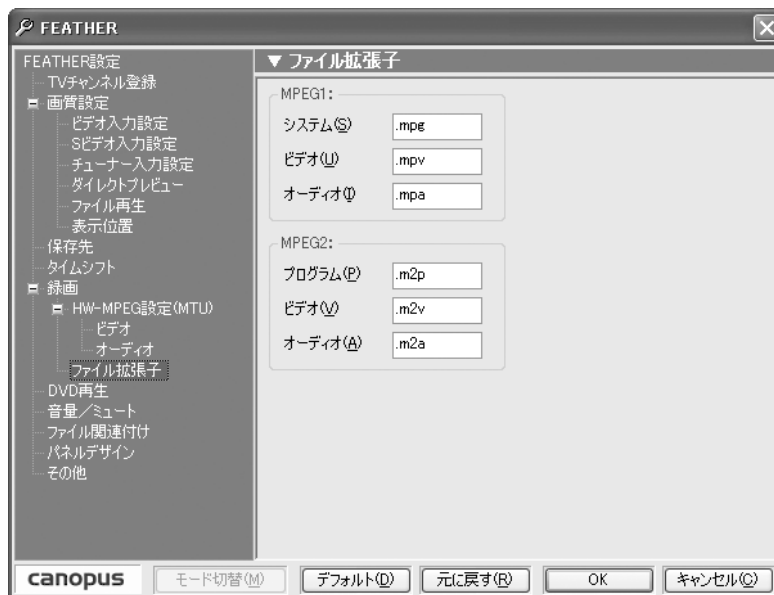 FEATHER
FEATHER設定
TVチャンネル登録
画質設定
ビデオ入力設定
Sビデオ入力設定
チューナー入力設定
ダイレクトプレビュー
ファイル再生
表示位置
保存先
タイムシフト
録画
HW-MPEG設定(MTU)
ビデオ
オーディオ
ファイル拡張子
DVD再生
音量／ミュート
ファイル関連付け
パネルデザイン
その他
▼ ファイル拡張子
MPEG1:
システム(S) .mpg
ビデオ(U) .mpv
オーディオ(I) .mpa
MPEG2:
プログラム(P) .m2p
ビデオ(V) .m2v
オーディオ(A) .m2a
canopus モード切替(M) デフォルト(D) 元に戻す(R) OK キャンセル(C)